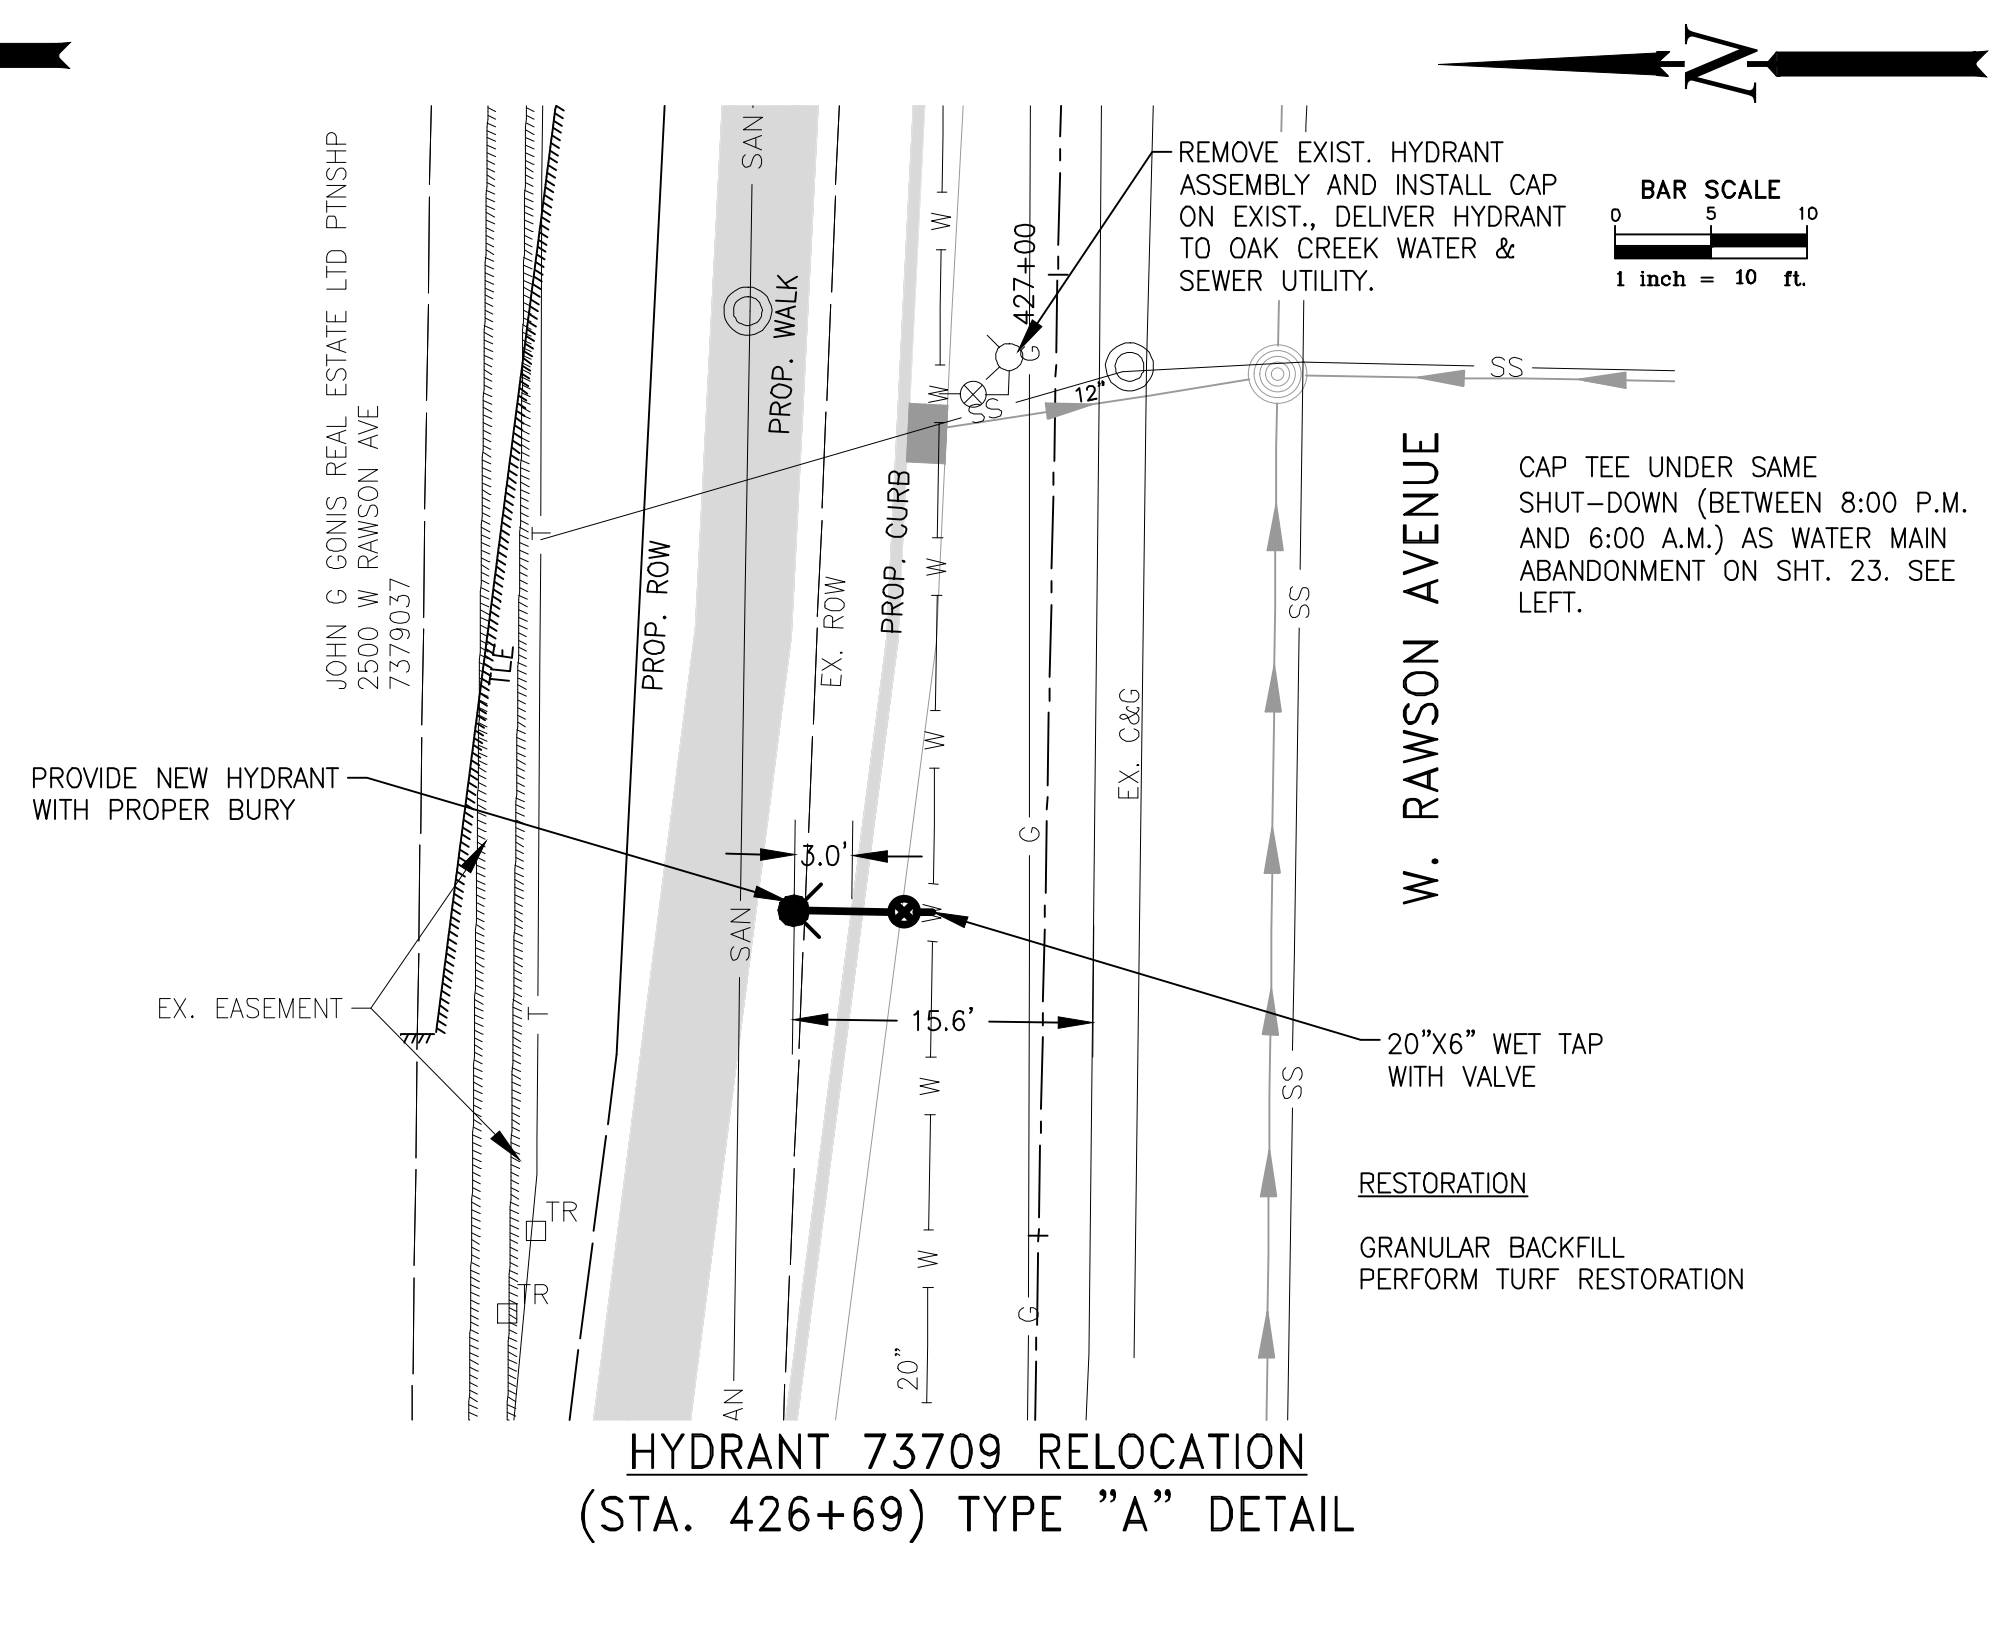 N
REMOVE EXIST. HYDRANT
ASSEMBLY AND INSTALL CAP
ON EXIST., DELIVER HYDRANT
TO OAK CREEK WATER &
SEWER UTILITY.
BAR SCALE
0 5 10
1 inch = 10 ft.
JOHN G GONIS REAL ESTATE LTD PTNSHP
2500 W RAWSON AVE
7379037
SAN
W
427+00
PROP. WALK
G
W
SS
12"
SS
PROP. CURB
W. RAWSON AVENUE
CAP TEE UNDER SAME
SHUT-DOWN (BETWEEN 8:00 P.M.
AND 6:00 A.M.) AS WATER MAIN
ABANDONMENT ON SHT. 23. SEE
LEFT.
T
PROP. ROW
EX. ROW
W
SS
TLE
W
EX. C&G
PROVIDE NEW HYDRANT
WITH PROPER BURY
G
3.0'
SAN
W
EX. EASEMENT
T
15.6'
20"X6" WET TAP
WITH VALVE
W
SS
RESTORATION
TR
GRANULAR BACKFILL
PERFORM TURF RESTORATION
W
TR
G
20"
AN
HYDRANT 73709 RELOCATION
(STA. 426+69) TYPE "A" DETAIL